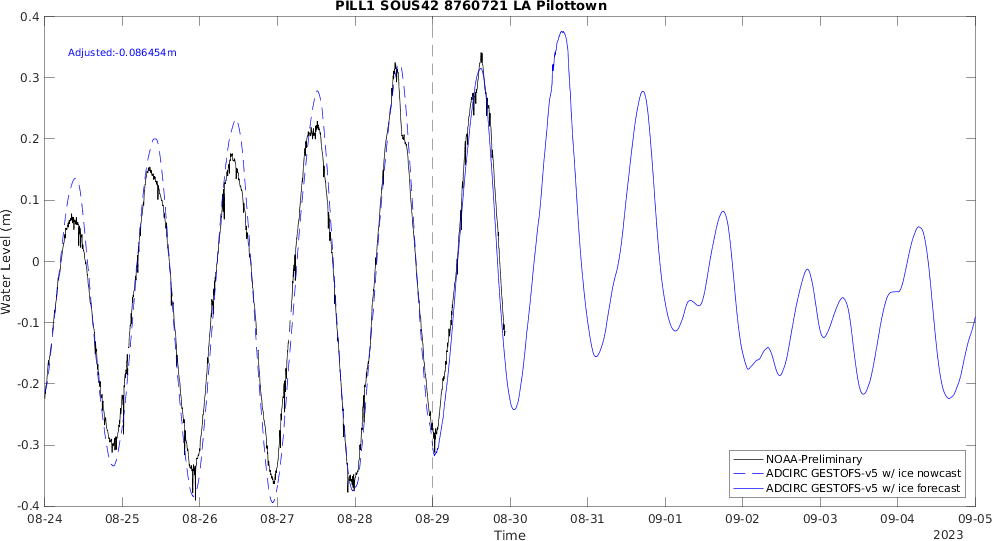 PILL1 SOUS42 8760721 LA Pilottown
Adjusted:-0.086454m
Water Level (m)
0.4
0.3
0.2
0.1
0
-0.1
-0.2
-0.3
-0.4
NOAA-Preliminary
ADCIRC GESTOFS-v5 w/ ice nowcast
ADCIRC GESTOFS-v5 w/ ice forecast
08-24 08-25 08-26 08-27 08-28 08-29 08-30 08-31 09-01 09-02 09-03 09-04 09-05
Time
2023